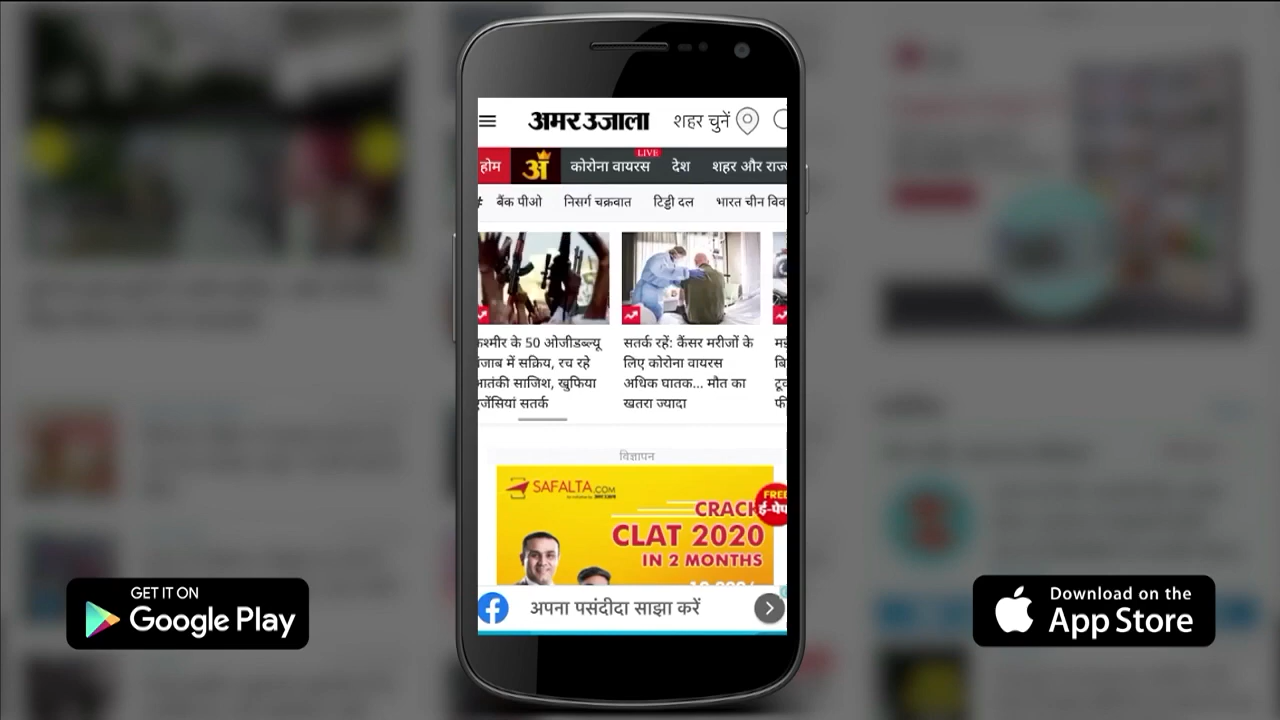 अमर उजाला
शहर चुनें
LIVE
होम
अ
कोरोना वायरस
देश
शहर और राज्य
# बैंक पीओ
निसर्ग चक्रवात
टिड्डी दल
भारत चीन विवा
कश्मीर के 50 ओजीडब्ल्यू
पंजाब में सक्रिय, रच रहे
आतंकी साजिश, खुफिया
एजेंसियां सतर्क
सतर्क रहें: कैंसर मरीजों के
लिए कोरोना वायरस
अधिक घातक... मौत का
खतरा ज्यादा
विज्ञापन
SAFALTA.COM
CRACK
FREE
ई-पेप
CLAT 2020
IN 2 MONTHS
अपना पसंदीदा साझा करें
GET IT ON
Google Play
Download on the
App Store